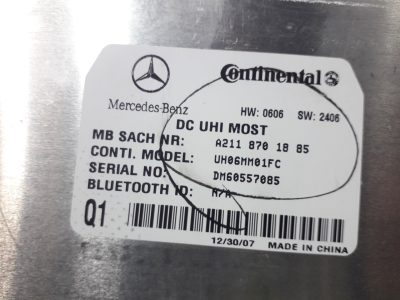 Continental
Mercedes-Benz
HW: 0606 SW: 2406
DC UHI MOST
MB SACH NR: A211 870 18 85
CONTI. MODEL: UH06MM01FC
SERIAL NO: DM60557085
BLUETOOTH ID: N/A
Q1
12/30/07 MADE IN CHINA